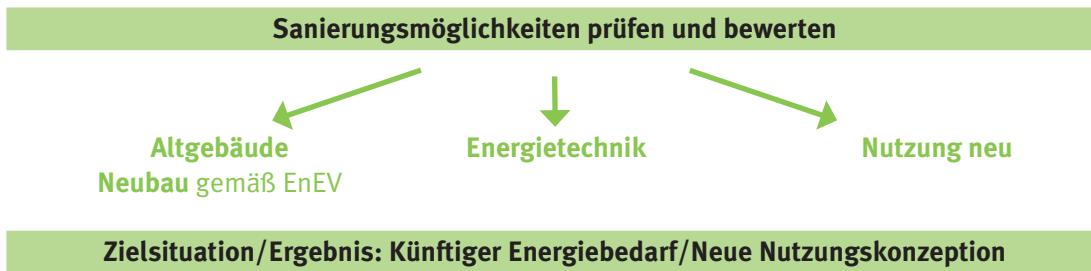 Sanierungsmöglichkeiten prüfen und bewerten
Altgebäude
Neubau gemäß EnEV
Energietechnik
Nutzung neu
Zielsituation/Ergebnis: Künftiger Energiebedarf/Neue Nutzungskonzeption